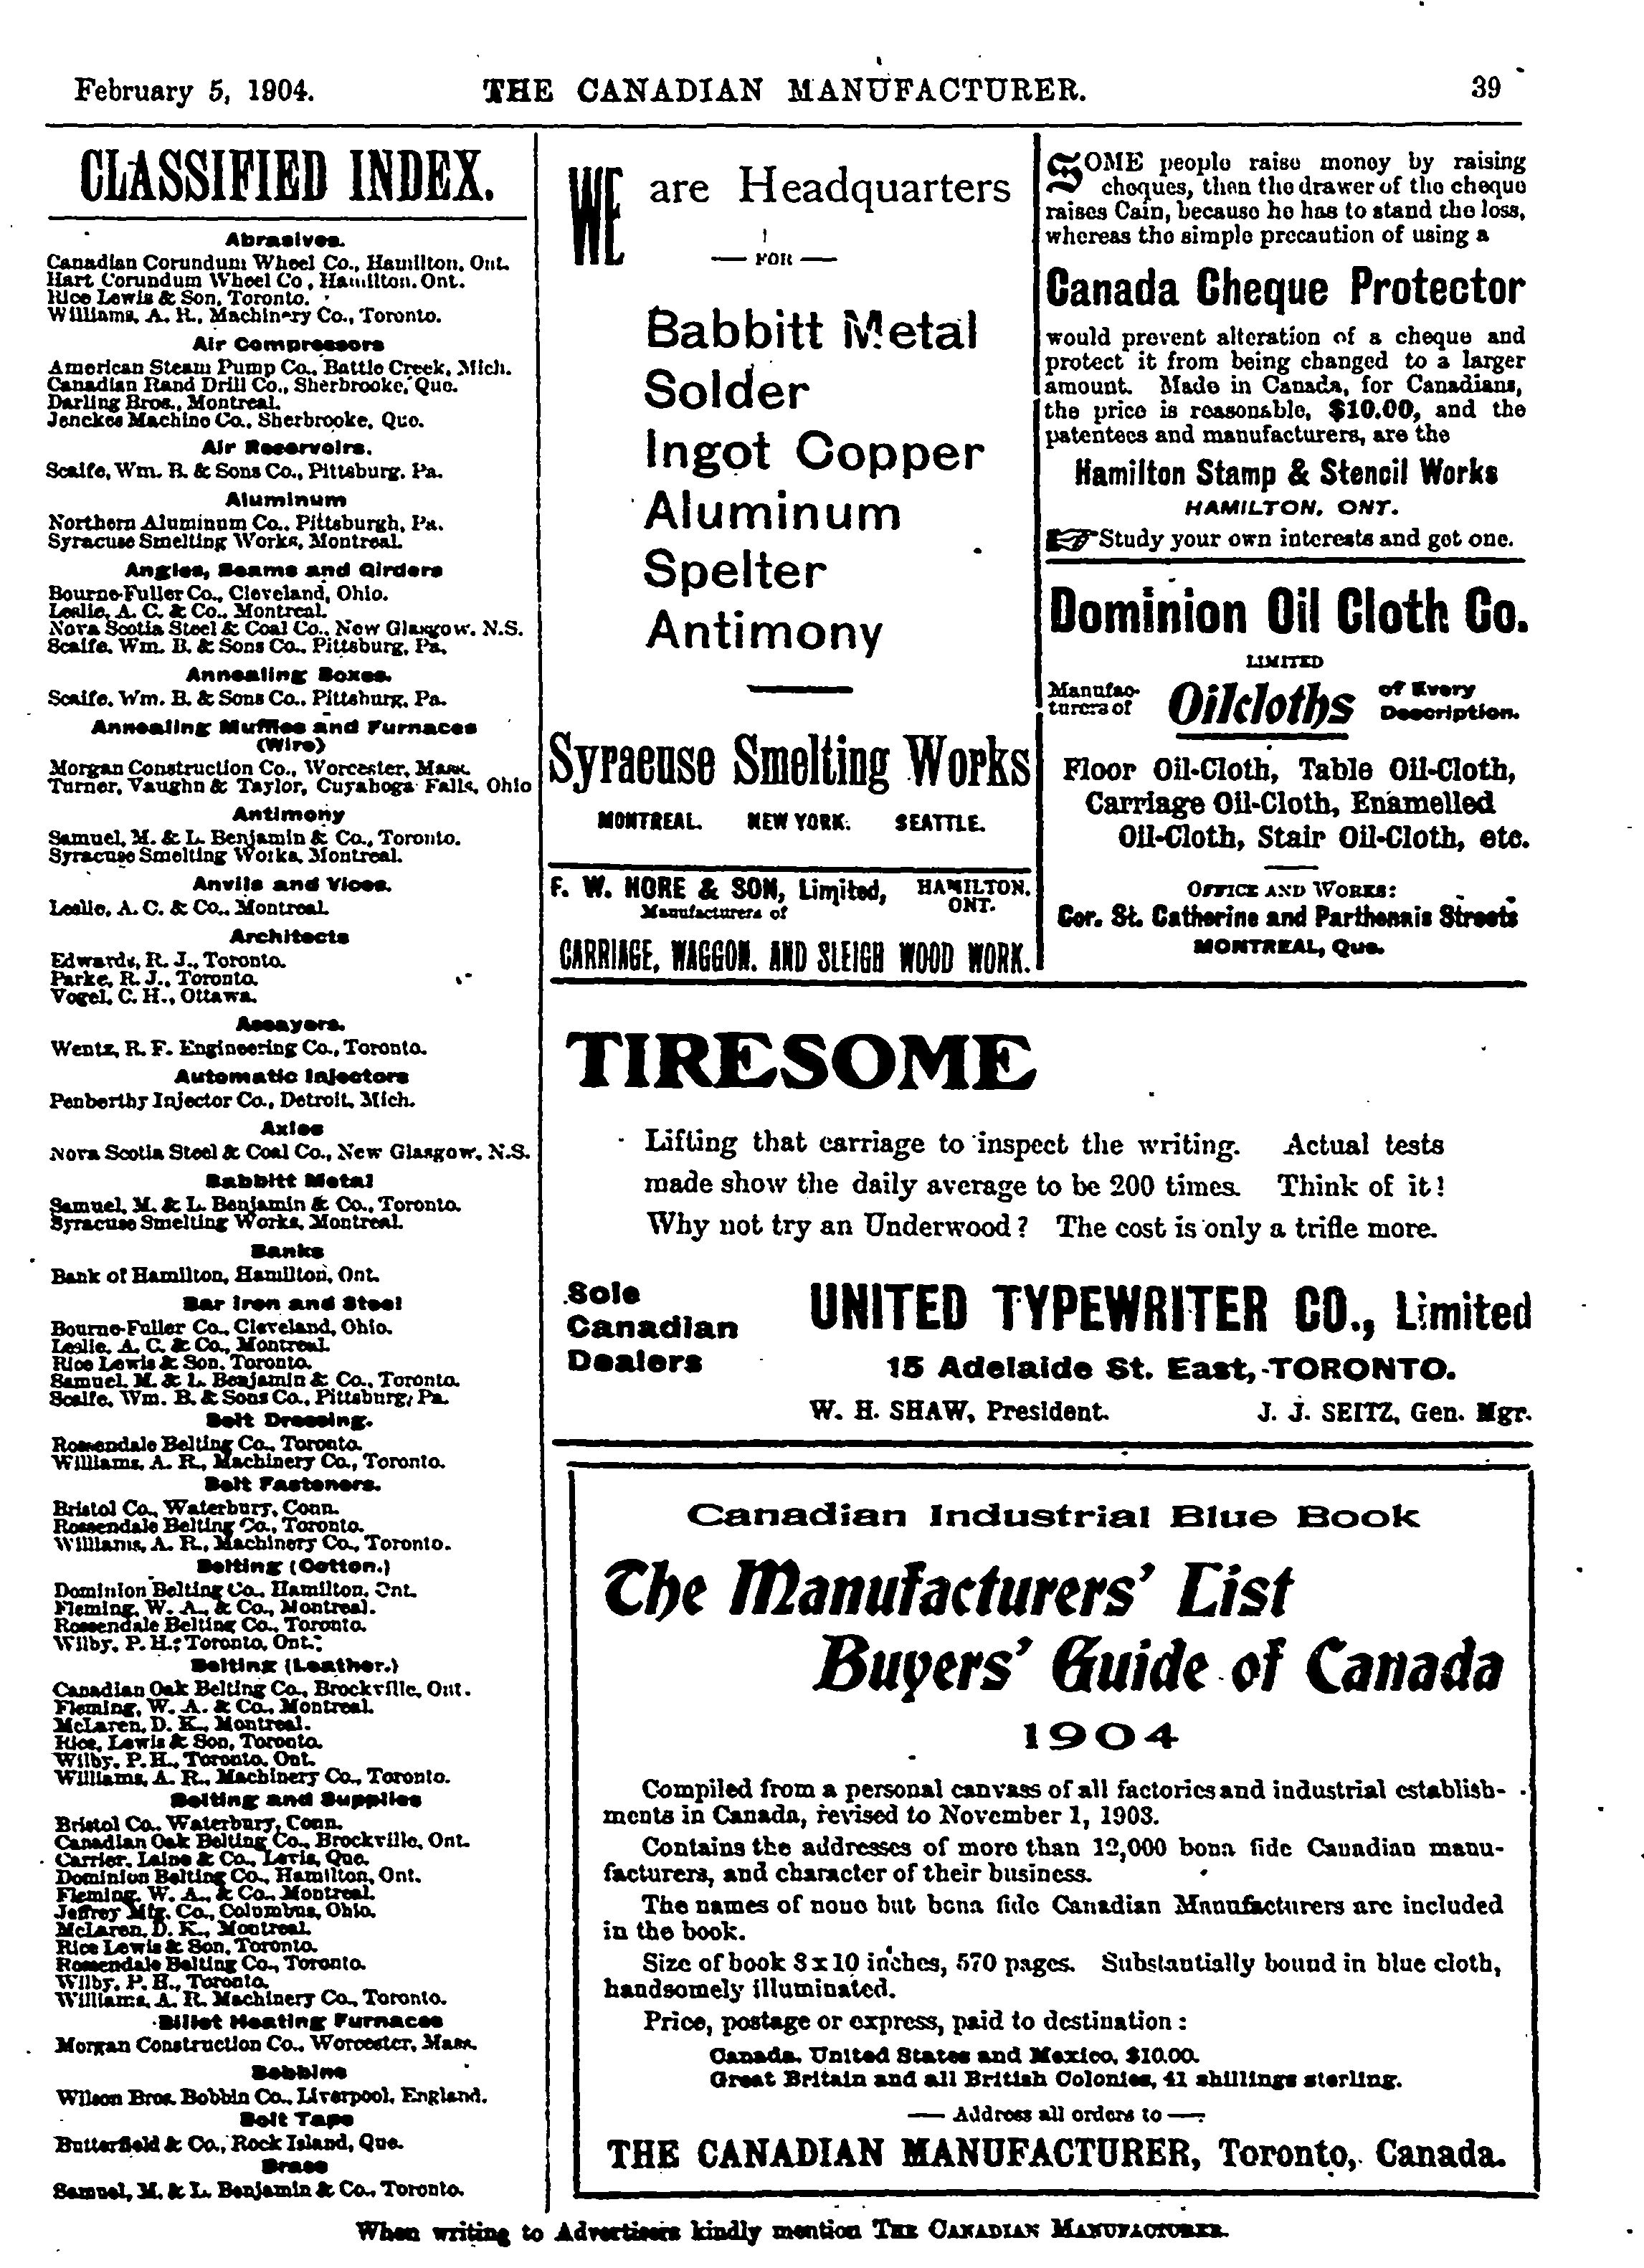 February 5, 1904.
THE CANADIAN MANUFACTURER.
39
CLASSIFIED INDEX.
Abrasives.
Canadian Corundum Wheel Co., Hamilton, Ont.
Hart Corundum Wheel Co., Hamilton, Ont.
Rice Lewis & Son, Toronto.
Williams, A. R., Machinery Co., Toronto.
Air Compressors
American Steam Pump Co., Battle Creek, Mich.
Canadian Rand Drill Co., Sherbrooke, Que.
Darling Bros., Montreal.
Jenckes Machine Co., Sherbrooke, Que.
Air Reservoirs.
Scaife, Wm. B. & Sons Co., Pittsburg, Pa.
Aluminum
Northern Aluminum Co., Pittsburgh, Pa.
Syracuse Smelting Works, Montreal.
Angles, Beams and Girders
Bourne-Fuller Co., Cleveland, Ohio.
Leslie, A. C. & Co., Montreal.
Nova Scotia Steel & Coal Co., New Glasgow, N.S.
Scaife, Wm. B. & Sons Co., Pittsburg, Pa.
Annealing Boxes.
Scaife, Wm. B. & Sons Co., Pittsburg, Pa.
Annealing Muffles and Furnaces
(Wire)
Morgan Construction Co., Worcester, Mass.
Turner, Vaughn & Taylor, Cuyahoga Falls, Ohio
Antimony
Samuel, M. & L. Benjamin & Co., Toronto.
Syracuse Smelting Works, Montreal.
Anvils and Vices.
Leslie, A. C. & Co., Montreal.
Architects
Edwards, R. J., Toronto.
Parke, R. J., Toronto.
Vogel, C. H., Ottawa.
Assayers.
Wentz, R. F. Engineering Co., Toronto.
Automatic Injectors
Penberthy Injector Co., Detroit, Mich.
Axles
Nova Scotia Steel & Coal Co., New Glasgow, N.S.
Babbitt Metal
Samuel, M. & L. Benjamin & Co., Toronto.
Syracuse Smelting Works, Montreal.
Banks
Bank of Hamilton, Hamilton, Ont.
Bar Iron and Steel
Bourne-Fuller Co., Cleveland, Ohio.
Leslie, A. C. & Co., Montreal.
Rice Lewis & Son, Toronto.
Samuel, M. & L. Benjamin & Co., Toronto.
Scaife, Wm. B. & Sons Co., Pittsburg, Pa.
Belt Dressing.
Rossendale Belting Co., Toronto.
Williams, A. R., Machinery Co., Toronto.
Belt Fasteners.
Bristol Co., Waterbury, Conn.
Rossendale Belting Co., Toronto.
Williams, A. R., Machinery Co., Toronto.
Belting (Cotton.)
Dominion Belting Co., Hamilton, Ont.
Fleming, W. A., & Co., Montreal.
Rossendale Belting Co., Toronto.
Wilby, P. H., Toronto, Ont.
Belting (Leather.)
Canadian Oak Belting Co., Brockville, Ont.
Fleming, W. A. & Co., Montreal.
McLaren, D. K., Montreal.
Rice, Lewis & Son, Toronto.
Wilby, P. H., Toronto, Ont.
Williams, A. R., Machinery Co., Toronto.
Belting and Supplies
Bristol Co., Waterbury, Conn.
Canadian Oak Belting Co., Brockville, Ont.
Carrier, Laine & Co., Levis, Que.
Dominion Belting Co., Hamilton, Ont.
Fleming, W. A., & Co., Montreal.
Jeffrey Mfg. Co., Columbus, Ohio.
McLaren, D. K., Montreal.
Rice Lewis & Son, Toronto.
Rossendale Belting Co., Toronto.
Wilby, P. H., Toronto.
Williams, A. R. Machinery Co., Toronto.
Billet Heating Furnaces
Morgan Construction Co., Worcester, Mass.
Bobbins
Wilson Bros. Bobbin Co., Liverpool, England.
Bolt Taps
Butterfield & Co., Rock Island, Que.
Brass
Samuel, M. & L. Benjamin & Co., Toronto.
WE are Headquarters
— FOR —
Babbitt Metal
Solder
Ingot Copper
Aluminum
Spelter
Antimony
Syracuse Smelting Works
MONTREAL. NEW YORK. SEATTLE.
F. W. HORE & SON, Limited, HAMILTON, ONT.
Manufacturers of
CARRIAGE, WAGGON, AND SLEIGH WOOD WORK.
SOME people raise money by raising
cheques, then the drawer of the cheque
raises Cain, because he has to stand the loss,
whereas the simple precaution of using a
Canada Cheque Protector
would prevent alteration of a cheque and
protect it from being changed to a larger
amount. Made in Canada, for Canadians,
the price is reasonable, $10.00, and the
patentees and manufacturers, are the
Hamilton Stamp & Stencil Works
HAMILTON, ONT.
☞Study your own interests and get one.
Dominion Oil Cloth Co.
LIMITED
Manufacturers of Oilcloths of Every Description.
Floor Oil-Cloth, Table Oil-Cloth,
Carriage Oil-Cloth, Enamelled
Oil-Cloth, Stair Oil-Cloth, etc.
OFFICE AND WORKS:
Cor. St. Catherine and Parthenais Streets
MONTREAL, Que.
TIRESOME
Lifting that carriage to inspect the writing. Actual tests
made show the daily average to be 200 times. Think of it!
Why not try an Underwood? The cost is only a trifle more.
Sole
Canadian
Dealers
UNITED TYPEWRITER CO., Limited
15 Adelaide St. East, TORONTO.
W. H. SHAW, President. J. J. SEITZ, Gen. Mgr.
Canadian Industrial Blue Book
The Manufacturers' List
Buyers' Guide of Canada
1904
Compiled from a personal canvass of all factories and industrial establish-
ments in Canada, revised to November 1, 1903.
Contains the addresses of more than 12,000 bona fide Canadian manu-
facturers, and character of their business.
The names of none but bona fide Canadian Manufacturers are included
in the book.
Size of book 8 x 10 inches, 570 pages. Substantially bound in blue cloth,
handsomely illuminated.
Price, postage or express, paid to destination:
Canada, United States and Mexico, $10.00.
Great Britain and all British Colonies, 41 shillings sterling.
— Address all orders to —
THE CANADIAN MANUFACTURER, Toronto, Canada.
When writing to Advertisers kindly mention THE CANADIAN MANUFACTURER.